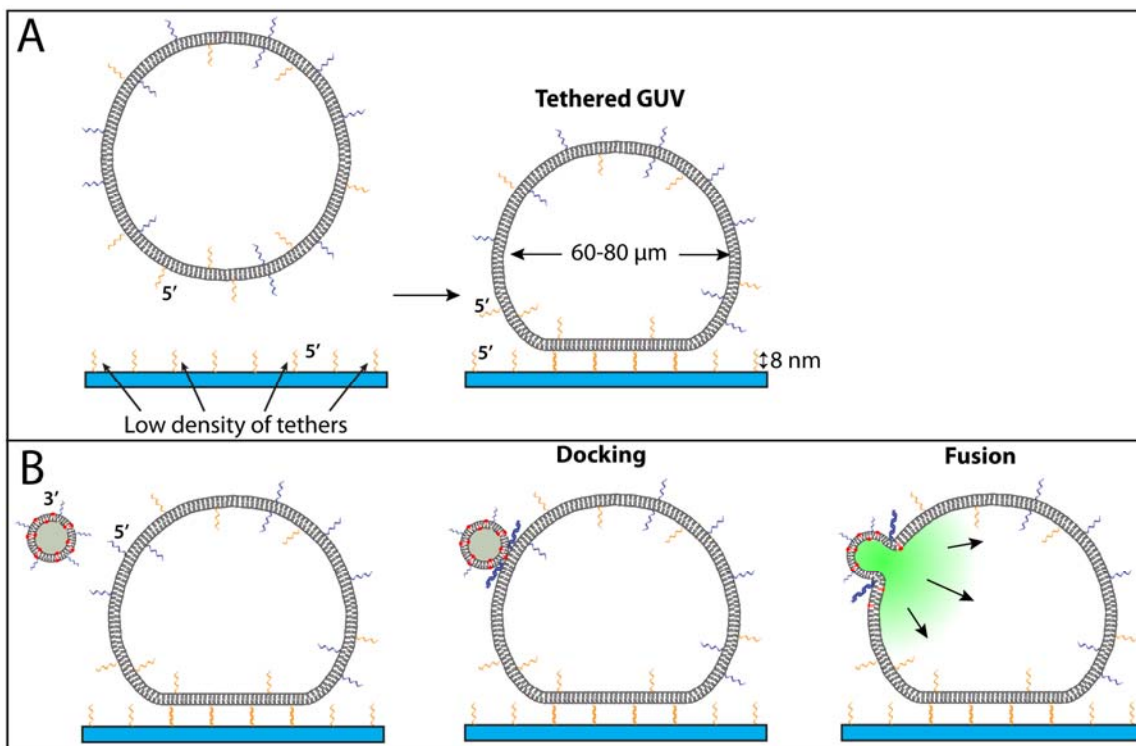 A
Tethered GUV
60-80 µm
5'
5'
5'
5'
8 nm
Low density of tethers
B
Docking
Fusion
3'
5'